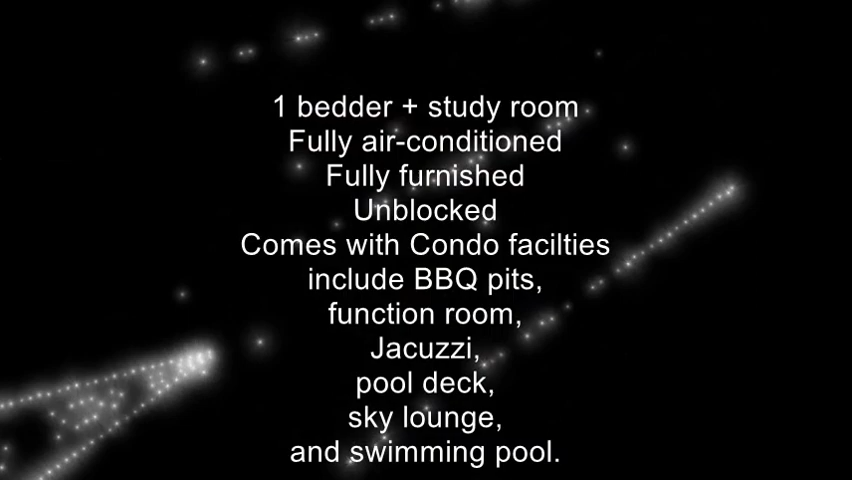 1 bedder + study room
Fully air-conditioned
Fully furnished
Unblocked
Comes with Condo facilties
include BBQ pits,
function room,
Jacuzzi,
pool deck,
sky lounge,
and swimming pool.